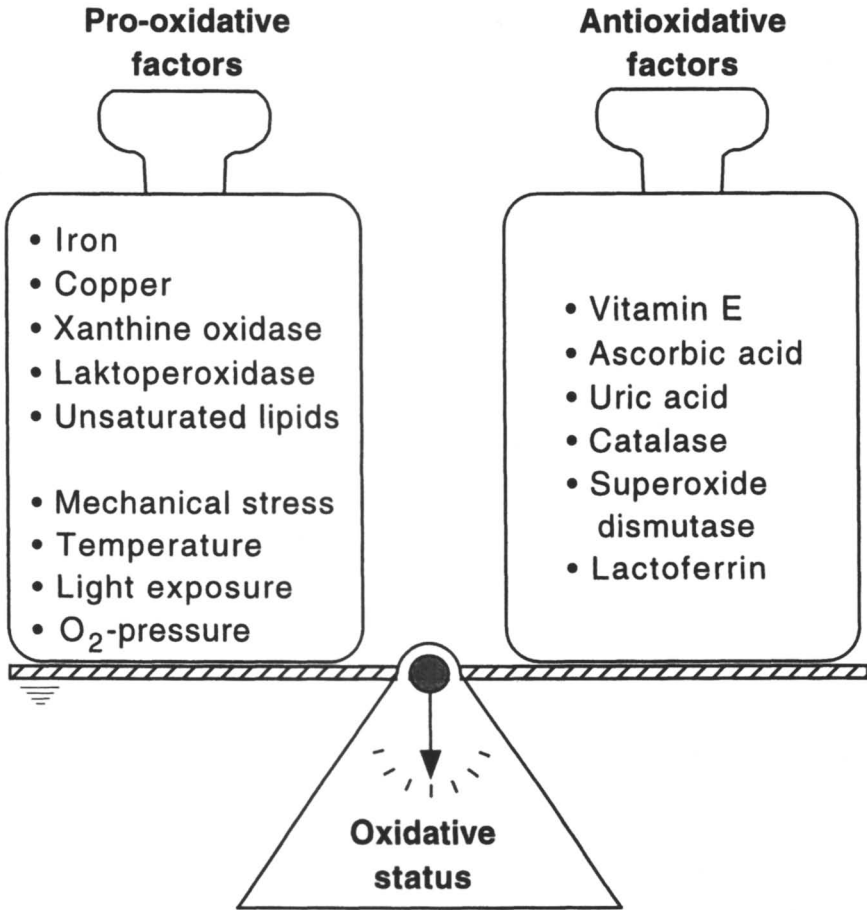 Pro-oxidative
factors
• Iron
• Copper
• Xanthine oxidase
• Laktoperoxidase
• Unsaturated lipids
• Mechanical stress
• Temperature
• Light exposure
• O₂-pressure
Antioxidative
factors
• Vitamin E
• Ascorbic acid
• Uric acid
• Catalase
• Superoxide
dismutase
• Lactoferrin
Oxidative
status